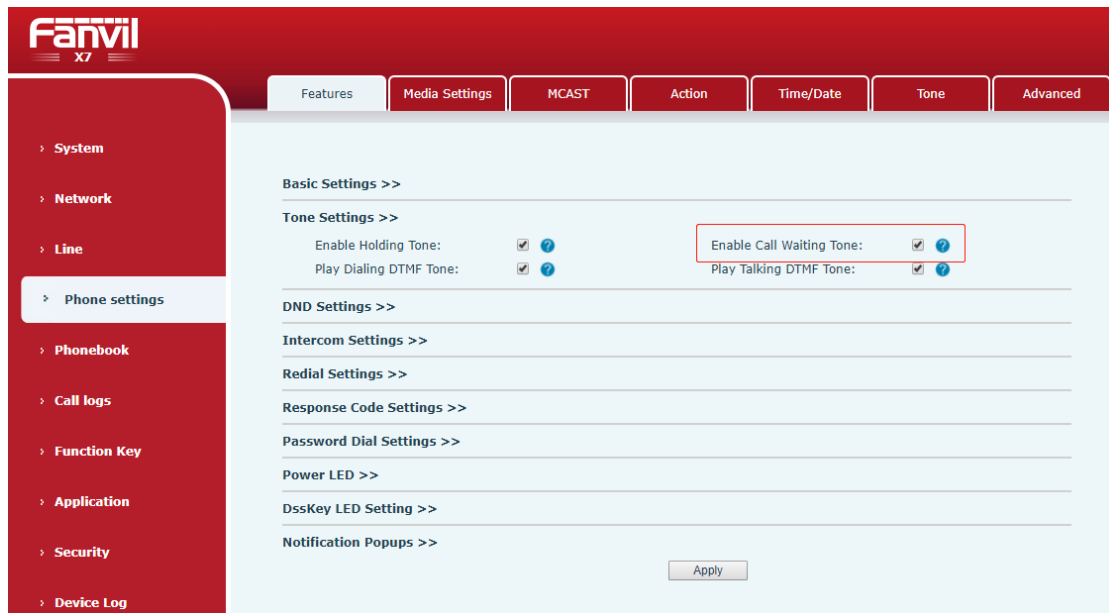 Fanvil
X7
Features Media Settings MCAST Action Time/Date Tone Advanced
› System
› Network
› Line
› Phone settings
› Phonebook
› Call logs
› Function Key
› Application
› Security
› Device Log
Basic Settings >>
Tone Settings >>
Enable Holding Tone: Enable Call Waiting Tone:
Play Dialing DTMF Tone: Play Talking DTMF Tone:
DND Settings >>
Intercom Settings >>
Redial Settings >>
Response Code Settings >>
Password Dial Settings >>
Power LED >>
DssKey LED Setting >>
Notification Popups >>
Apply